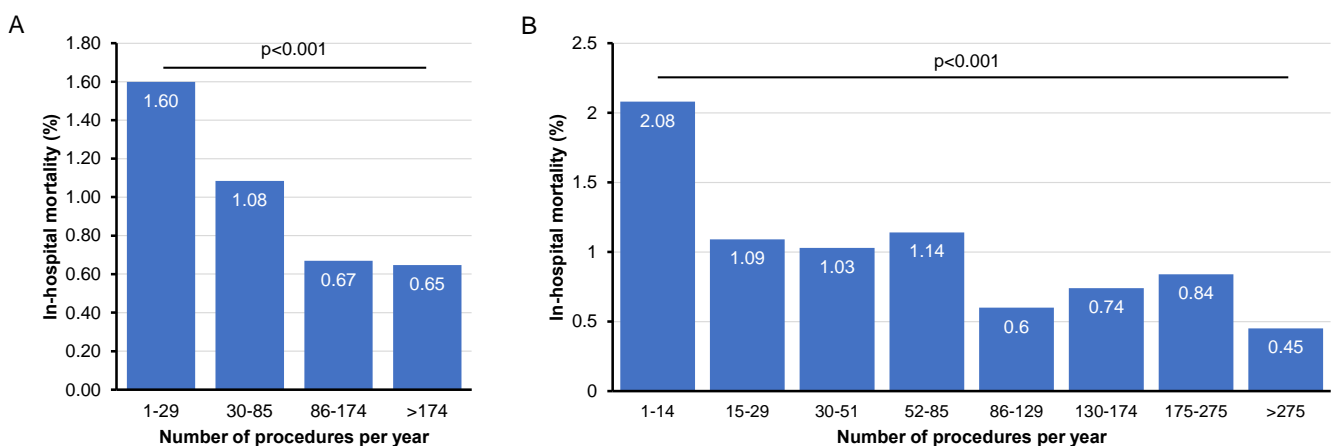 A
p<0.001
In-hospital mortality (%)
1.80
1.60
1.40
1.20
1.00
0.80
0.60
0.40
0.20
0.00
1.60
1.08
0.67
0.65
1-29 30-85 86-174 >174
Number of procedures per year
B
p<0.001
In-hospital mortality (%)
2.5
2
1.5
1
0.5
0
2.08
1.09
1.03
1.14
0.6
0.74
0.84
0.45
1-14 15-29 30-51 52-85 86-129 130-174 175-275 >275
Number of procedures per year